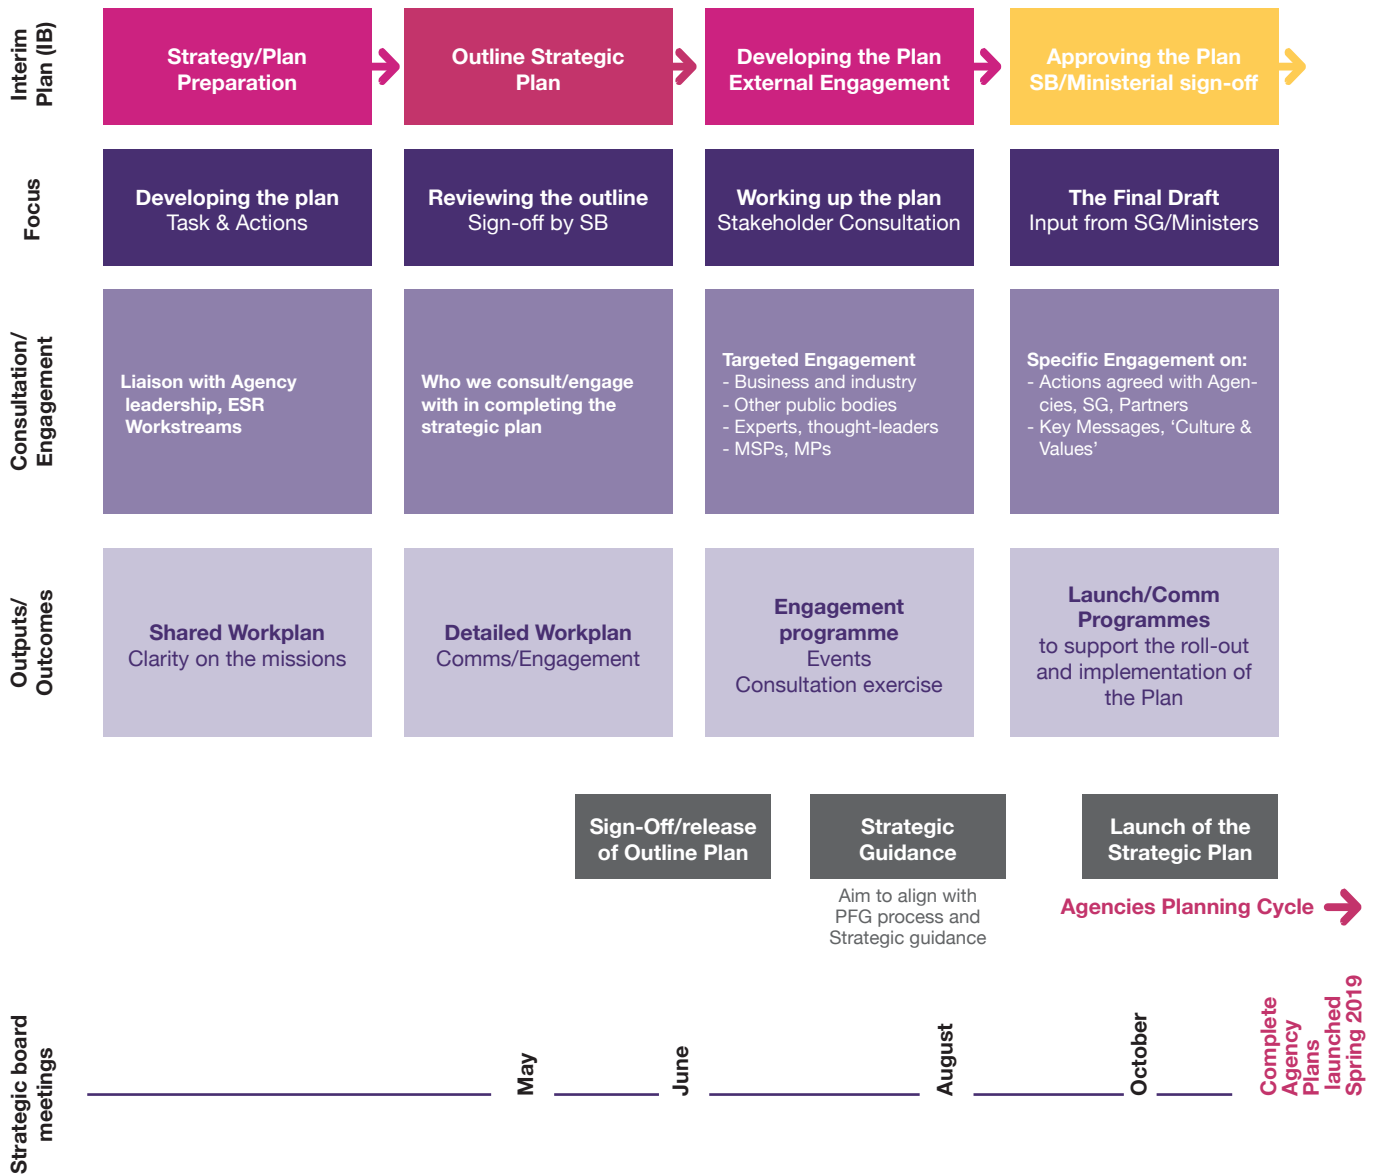 Interim
Plan (IB)
Strategy/Plan
Preparation
Outline Strategic
Plan
Developing the Plan
External Engagement
Approving the Plan
SB/Ministerial sign-off
Focus
Developing the plan
Task & Actions
Reviewing the outline
Sign-off by SB
Working up the plan
Stakeholder Consultation
The Final Draft
Input from SG/Ministers
Consultation/
Engagement
Liaison with Agency
leadership, ESR
Workstreams
Who we consult/engage
with in completing the
strategic plan
Targeted Engagement
- Business and industry
- Other public bodies
- Experts, thought-leaders
- MSPs, MPs
Specific Engagement on:
- Actions agreed with Agen-
cies, SG, Partners
- Key Messages, ‘Culture &
Values’
Outputs/
Outcomes
Shared Workplan
Clarity on the missions
Detailed Workplan
Comms/Engagement
Engagement
programme
Events
Consultation exercise
Launch/Comm
Programmes
to support the roll-out
and implementation of
the Plan
Sign-Off/release
of Outline Plan
Strategic
Guidance
Aim to align with
PFG process and
Strategic guidance
Launch of the
Strategic Plan
Agencies Planning Cycle
Strategic board
meetings
May
June
August
October
Complete
Agency
Plans
launched
Spring 2019